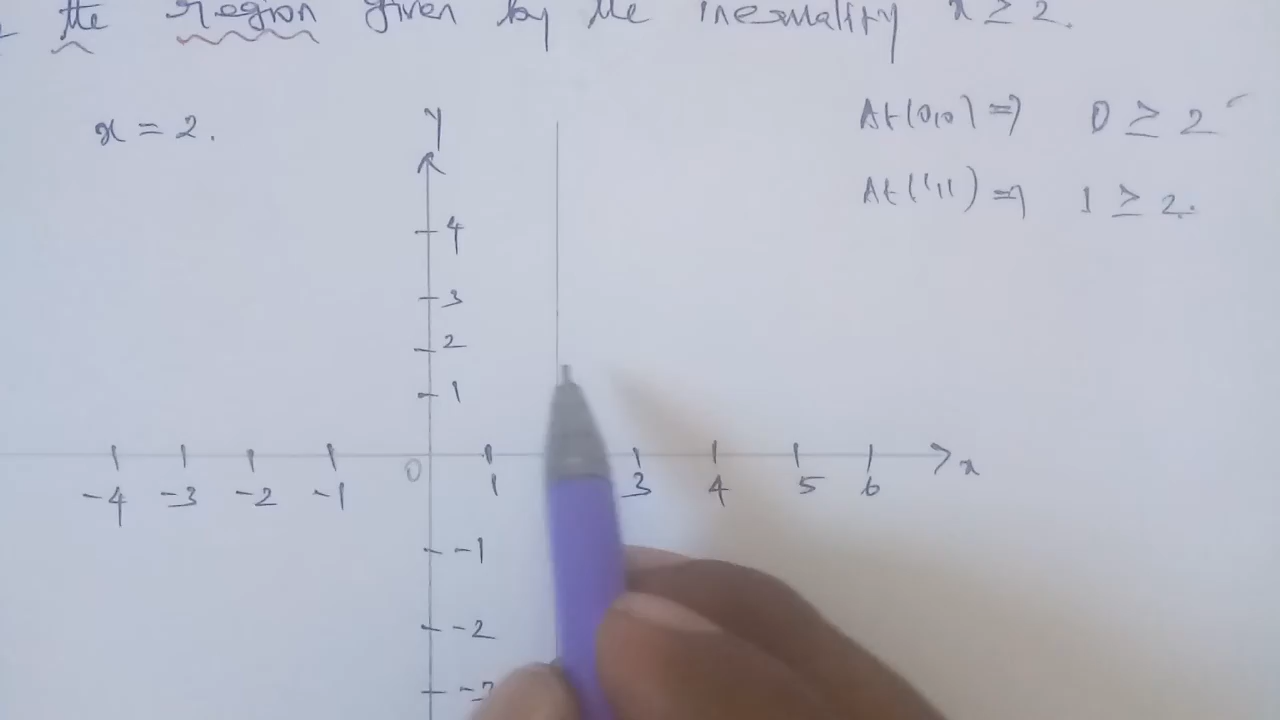 the region given by the inequality x ≥ 2.
x = 2.
At (0,0) ⇒ 0 ≥ 2
At (1,1) ⇒ 1 ≥ 2.
y
4
3
2
1
0
-4 -3 -2 -1 1 3 4 5 6 x
-1
-2